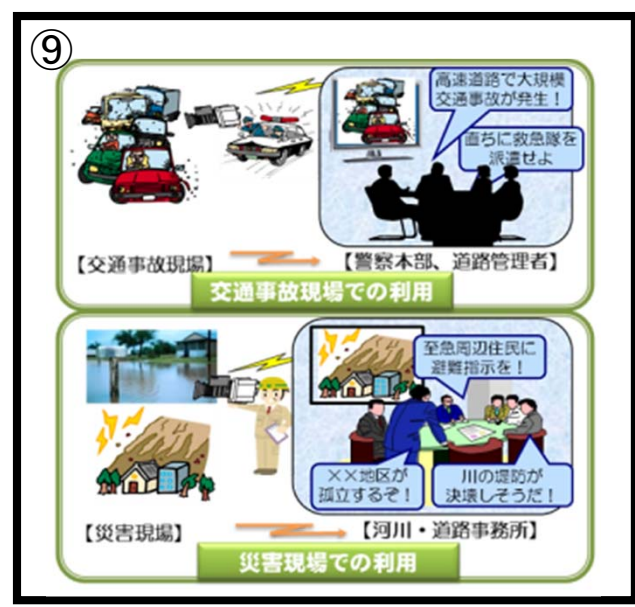 ⑨
高速道路で大規模
交通事故が発生！
直ちに救急隊を
派遣せよ
【交通事故現場】
【警察本部、道路管理者】
交通事故現場での利用
至急周辺住民に
避難指示を！
××地区が
孤立するぞ！
川の堤防が
決壊しそうだ！
【災害現場】
【河川・道路事務所】
災害現場での利用